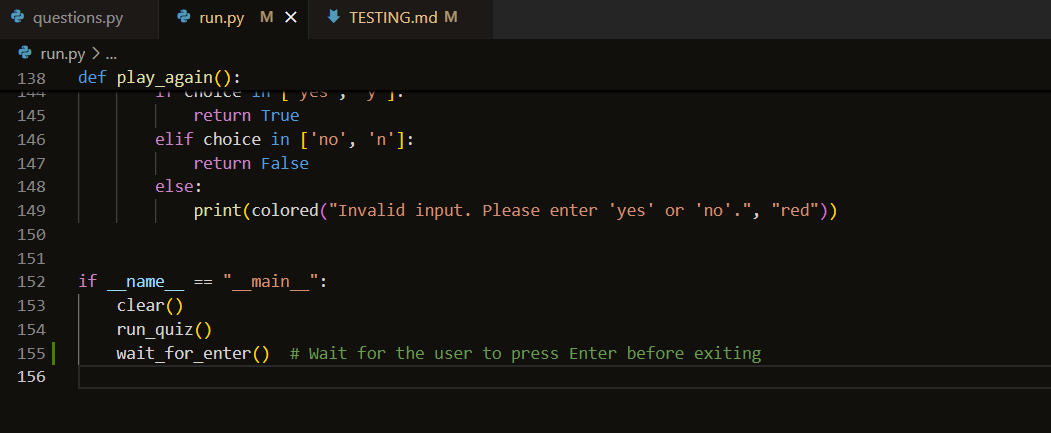 questions.py
run.py M
TESTING.md M
run.py > ...
138 def play_again():
144 if choice in ['yes', 'y']:
145 return True
146 elif choice in ['no', 'n']:
147 return False
148 else:
149 print(colored("Invalid input. Please enter 'yes' or 'no'.", "red"))
150
151
152 if __name__ == "__main__":
153 clear()
154 run_quiz()
155 wait_for_enter() # Wait for the user to press Enter before exiting
156